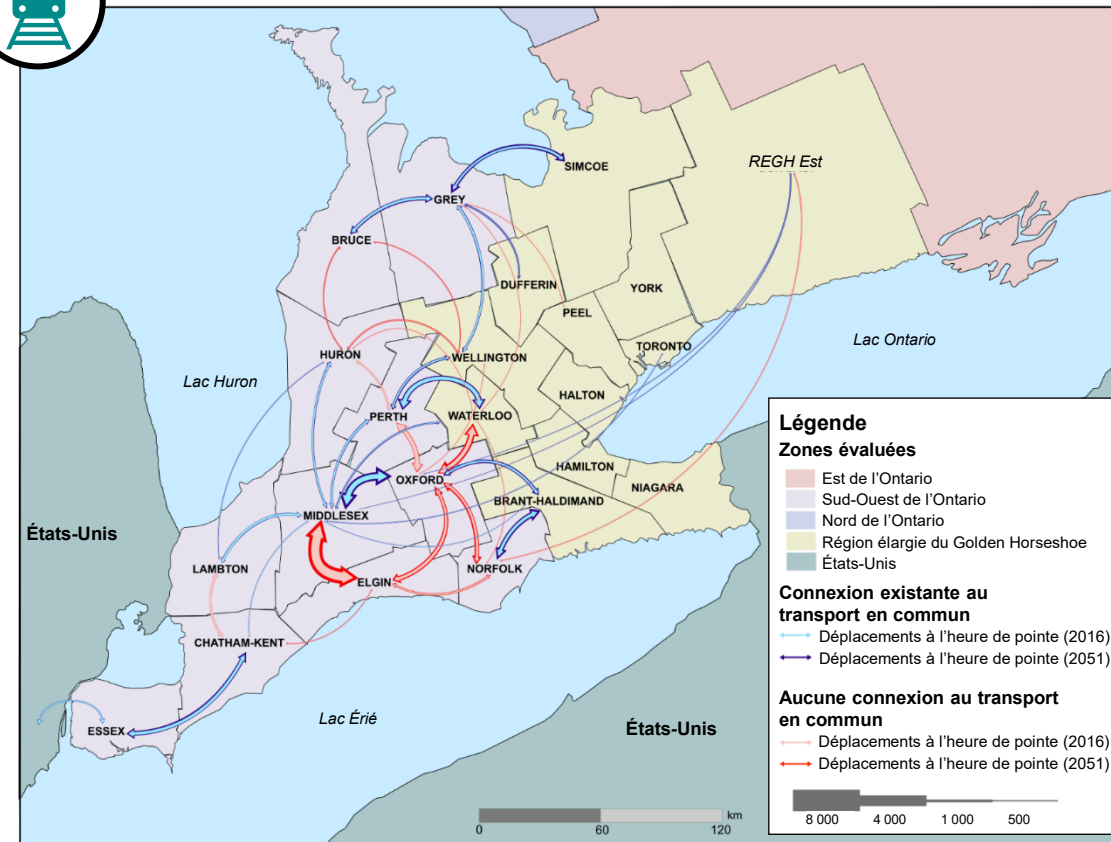 REGH Est
SIMCOE
GREY
BRUCE
DUFFERIN
YORK
PEEL
TORONTO
Lac Ontario
HURON
WELLINGTON
Lac Huron
HALTON
PERTH
WATERLOO
OXFORD
HAMILTON
NIAGARA
BRANT-HALDIMAND
MIDDLESEX
États-Unis
LAMBTON
NORFOLK
ELGIN
CHATHAM-KENT
Lac Érié
États-Unis
ESSEX
km
0
60
120
Légende
Zones évaluées
Est de l'Ontario
Sud-Ouest de l'Ontario
Nord de l'Ontario
Région élargie du Golden Horseshoe
États-Unis
Connexion existante au
transport en commun
Déplacements à l'heure de pointe (2016)
Déplacements à l'heure de pointe (2051)
Aucune connexion au transport
en commun
Déplacements à l'heure de pointe (2016)
Déplacements à l'heure de pointe (2051)
8 000 4 000 1 000 500